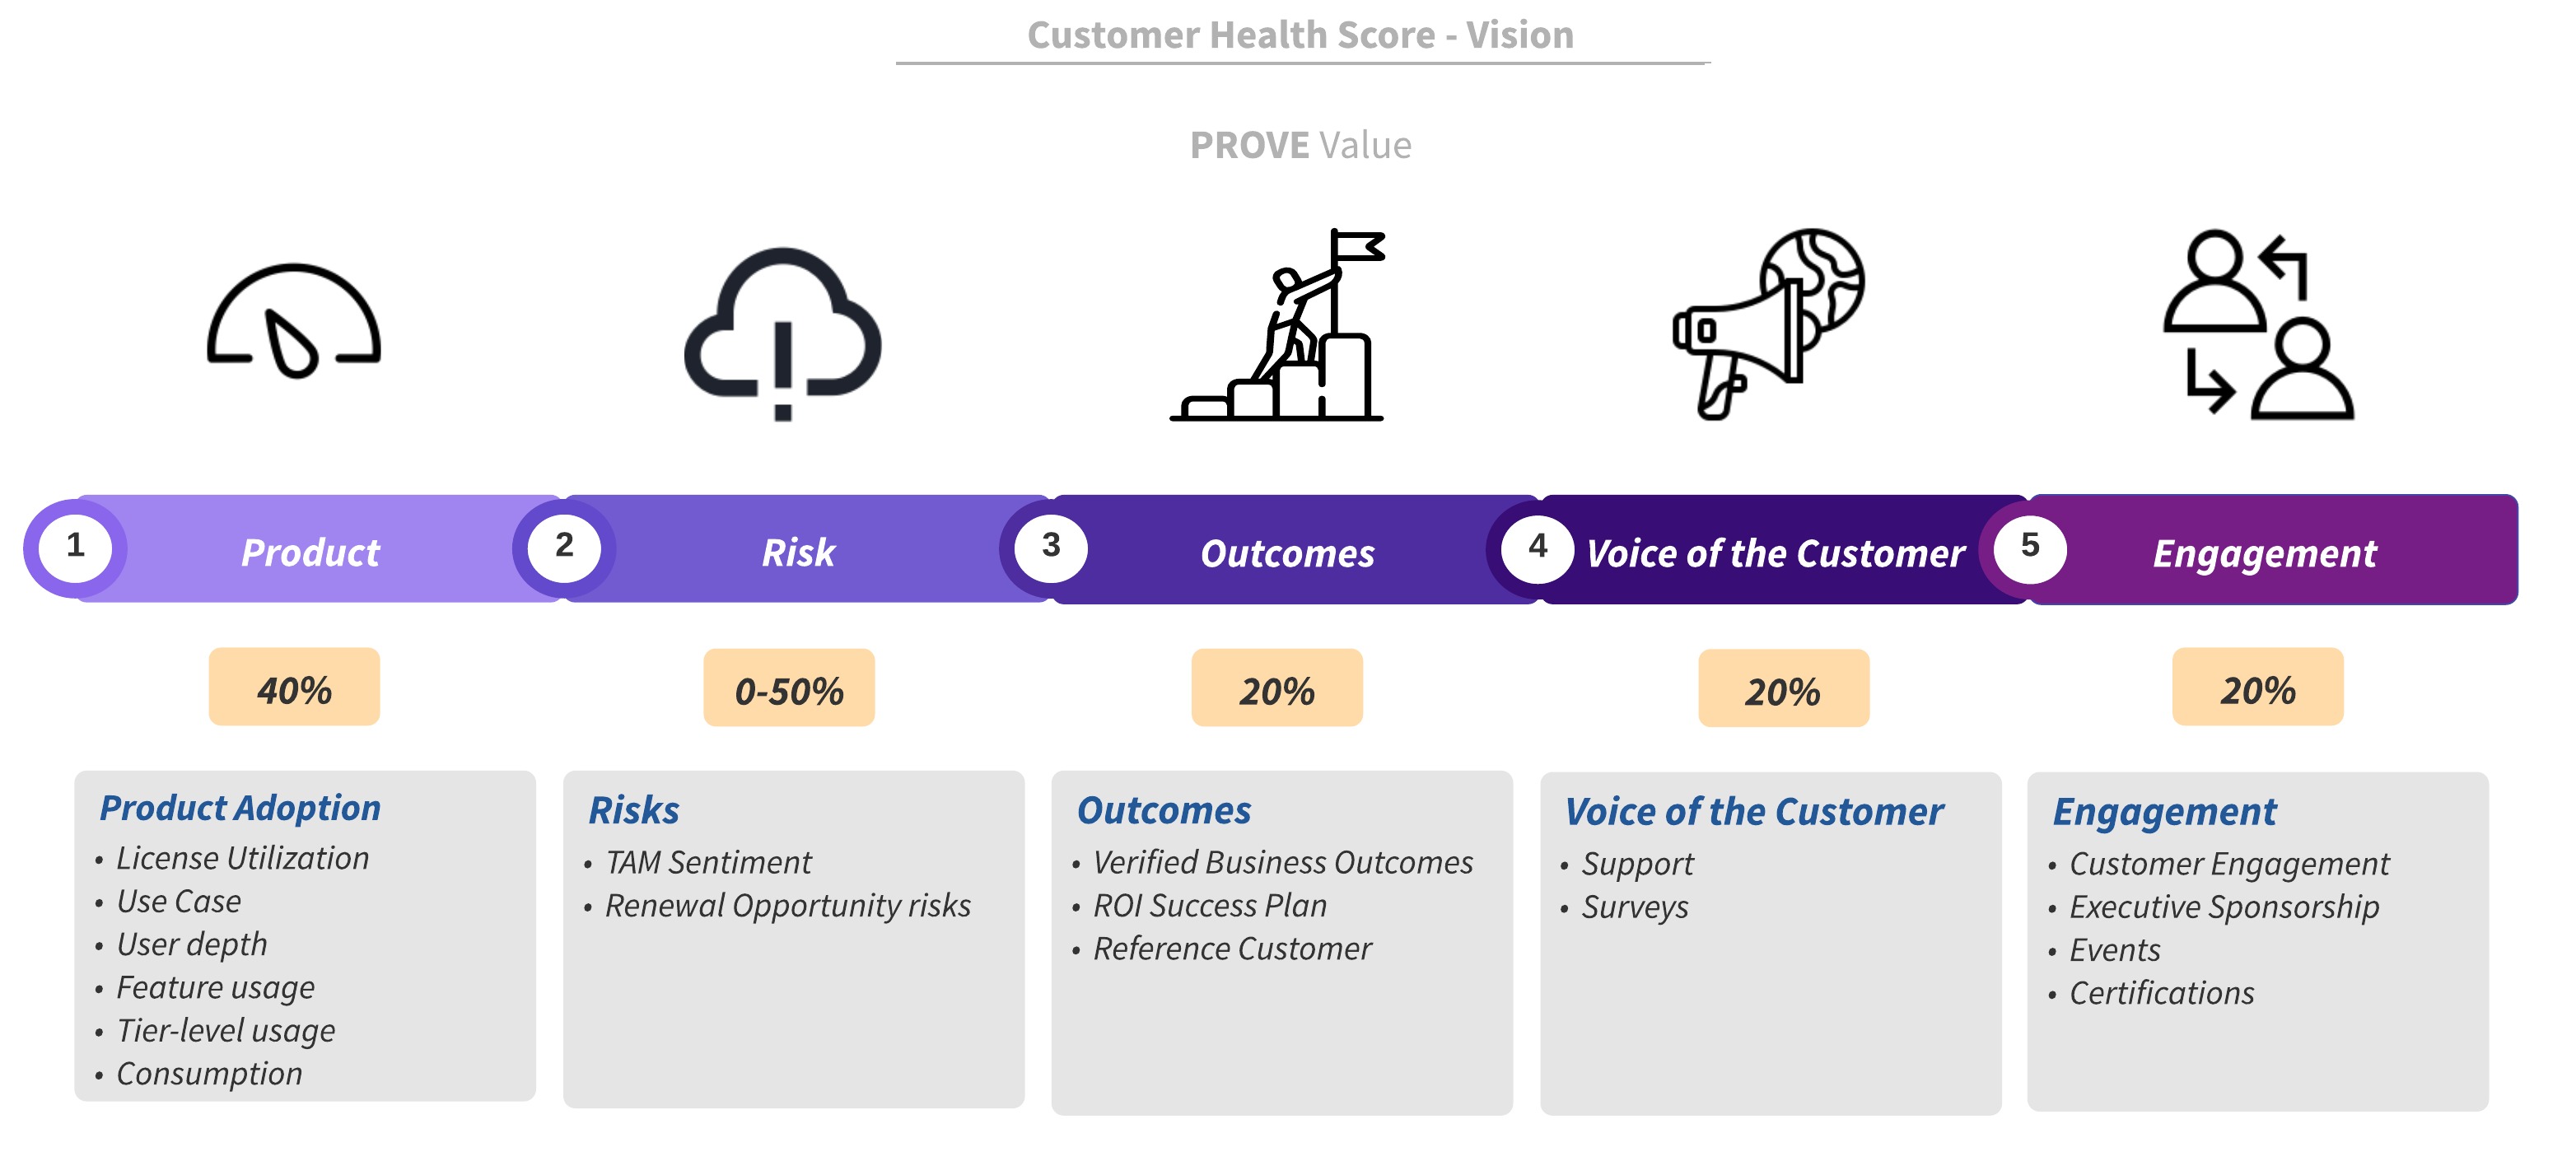 Customer Health Score - Vision
PROVE Value
1 Product
2 Risk
3 Outcomes
4 Voice of the Customer
5 Engagement
40%
0-50%
20%
20%
20%
Product Adoption
• License Utilization
• Use Case
• User depth
• Feature usage
• Tier-level usage
• Consumption
Risks
• TAM Sentiment
• Renewal Opportunity risks
Outcomes
• Verified Business Outcomes
• ROI Success Plan
• Reference Customer
Voice of the Customer
• Support
• Surveys
Engagement
• Customer Engagement
• Executive Sponsorship
• Events
• Certifications